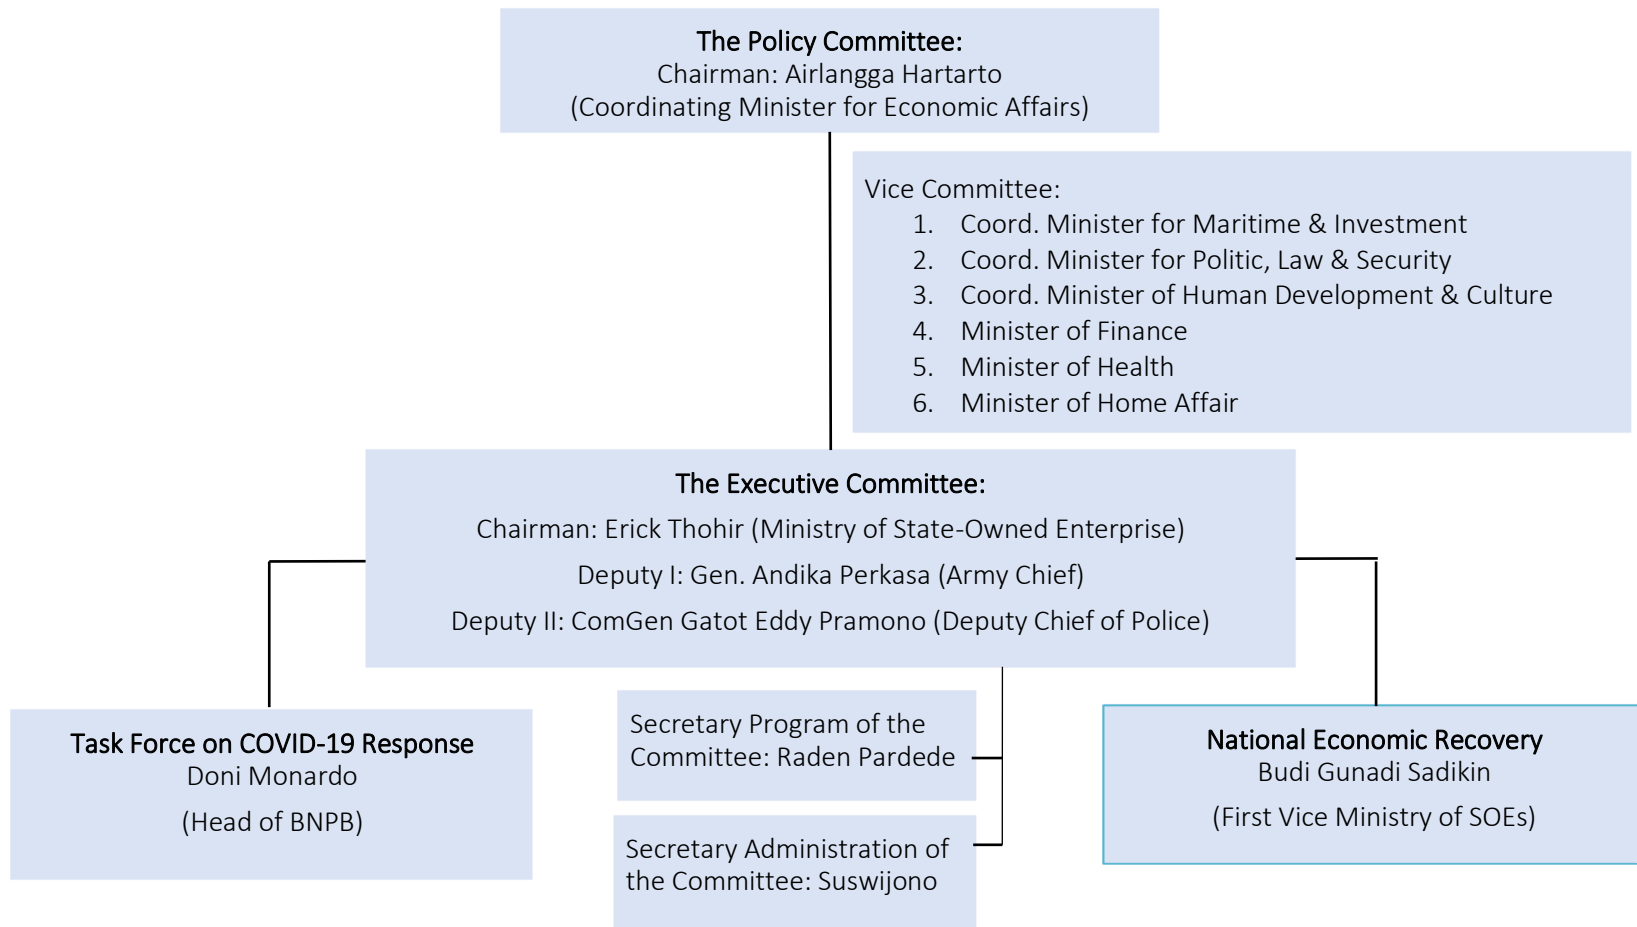 The Policy Committee:
Chairman: Airlangga Hartarto
(Coordinating Minister for Economic Affairs)
Vice Committee:
1. Coord. Minister for Maritime & Investment
2. Coord. Minister for Politic, Law & Security
3. Coord. Minister of Human Development & Culture
4. Minister of Finance
5. Minister of Health
6. Minister of Home Affair
The Executive Committee:
Chairman: Erick Thohir (Ministry of State-Owned Enterprise)
Deputy I: Gen. Andika Perkasa (Army Chief)
Deputy II: ComGen Gatot Eddy Pramono (Deputy Chief of Police)
Task Force on COVID-19 Response
Doni Monardo
(Head of BNPB)
Secretary Program of the
Committee: Raden Pardede
Secretary Administration of
the Committee: Suswijono
National Economic Recovery
Budi Gunadi Sadikin
(First Vice Ministry of SOEs)